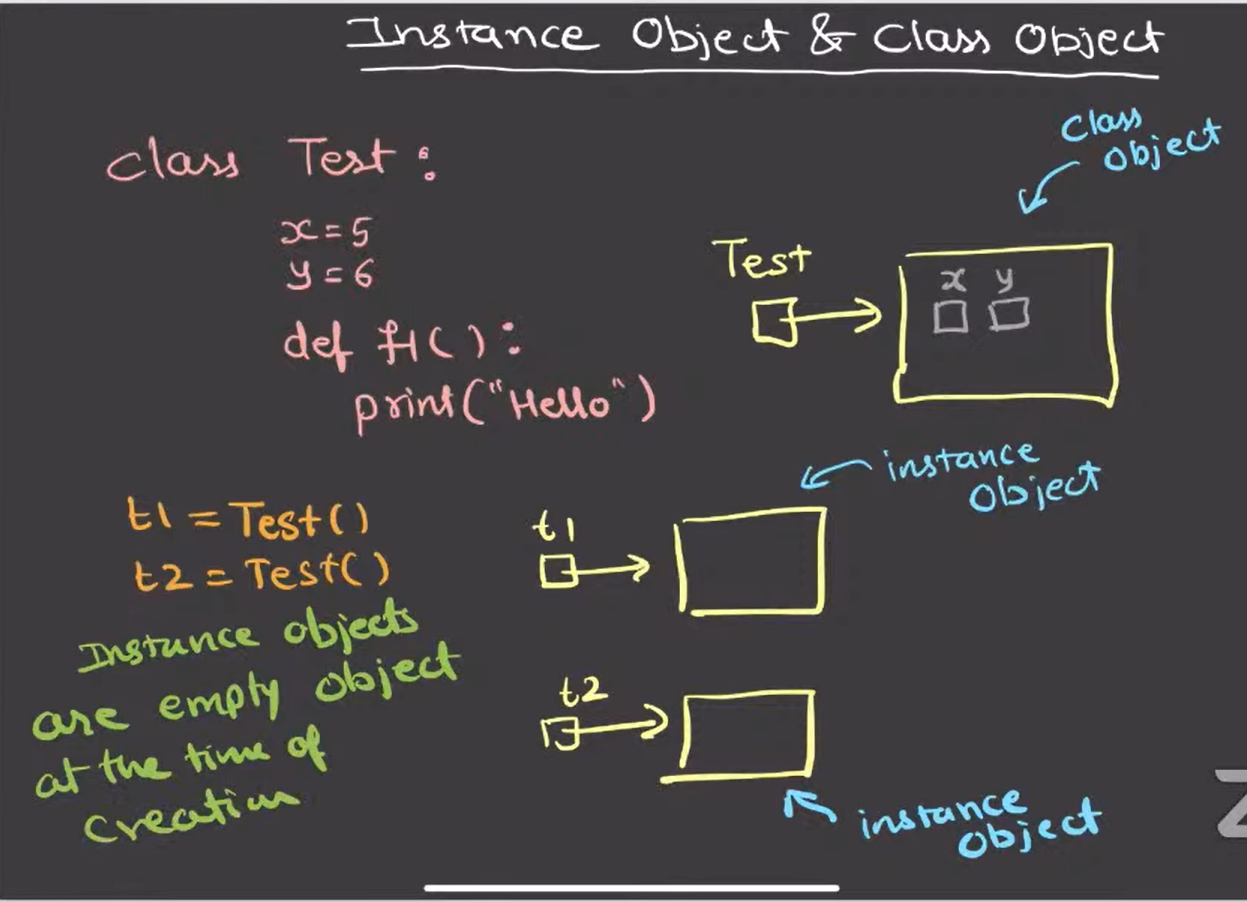 Instance Object & Class Object
class Test:
x=5
y=6
def f1():
print("Hello")
Class
Object
Test
x y
t1 = Test()
t2 = Test()
Instance objects
are empty object
at the time of
creation
instance
Object
t1
t2
instance
Object